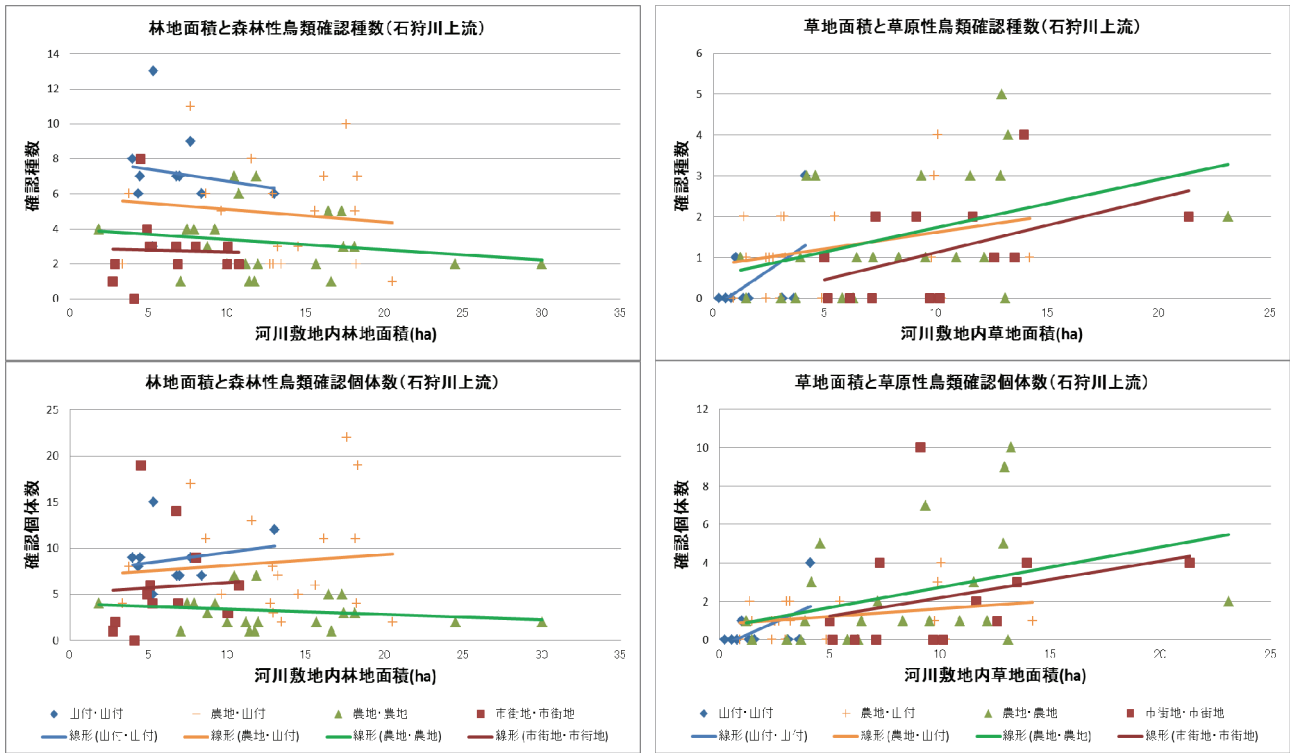 林地面積と森林性鳥類確認種数(石狩川上流)
14
12
10
8
6
4
2
0
確認種数
0 5 10 15 20 25 30 35
河川敷地内林地面積(ha)
草地面積と草原性鳥類確認種数(石狩川上流)
6
5
4
3
2
1
0
確認種数
0 5 10 15 20 25
河川敷地内草地面積(ha)
林地面積と森林性鳥類確認個体数(石狩川上流)
25
20
15
10
5
0
確認個体数
0 5 10 15 20 25 30 35
河川敷地内林地面積(ha)
山付・山付 農地・山付 農地・農地 市街地・市街地
線形(山付・山付) 線形(農地・山付) 線形(農地・農地) 線形(市街地・市街地)
草地面積と草原性鳥類確認個体数(石狩川上流)
12
10
8
6
4
2
0
確認個体数
0 5 10 15 20 25
河川敷地内草地面積(ha)
山付・山付 農地・山付 農地・農地 市街地・市街地
線形(山付・山付) 線形(農地・山付) 線形(農地・農地) 線形(市街地・市街地)